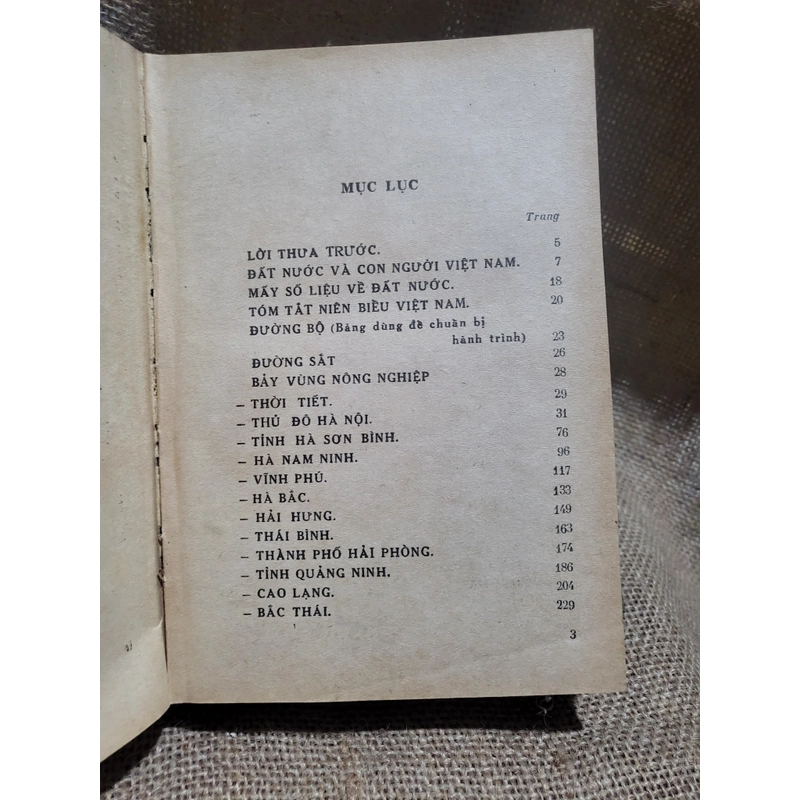 MỤC LỤC
Trang
LỜI THƯA TRƯỚC. 5
ĐẤT NƯỚC VÀ CON NGƯỜI VIỆT NAM. 7
MẤY SỐ LIỆU VỀ ĐẤT NƯỚC. 18
TÓM TẮT NIÊN BIỂU VIỆT NAM. 20
ĐƯỜNG BỘ (Bảng dùng để chuẩn bị
hành trình) 23
ĐƯỜNG SẮT 26
BẢY VÙNG NÔNG NGHIỆP 28
– THỜI TIẾT. 29
– THỦ ĐÔ HÀ NỘI. 31
– TỈNH HÀ SƠN BÌNH. 76
– HÀ NAM NINH. 96
– VĨNH PHÚ. 117
– HÀ BẮC. 133
– HẢI HƯNG. 149
– THÁI BÌNH. 163
– THÀNH PHỐ HẢI PHÒNG. 174
– TỈNH QUẢNG NINH. 186
– CAO LẠNG. 204
– BẮC THÁI. 229
3